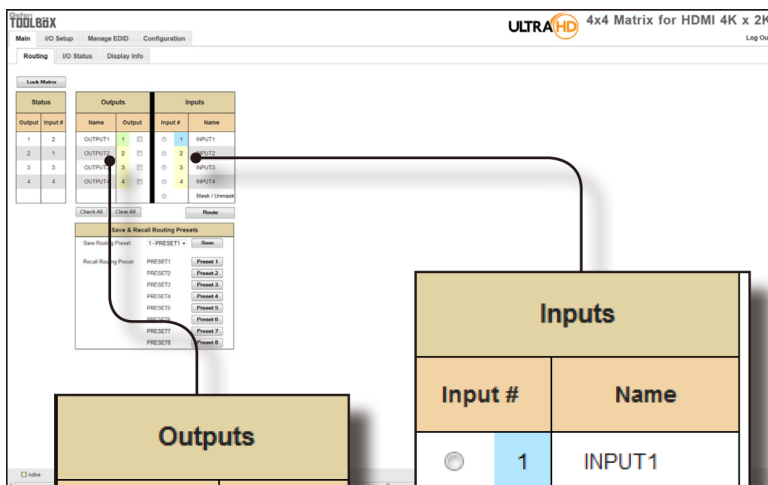 Gefen
TOOLBOX
ULTRA HD 4x4 Matrix for HDMI 4K x 2K
Log Ou
Main I/O Setup Manage EDID Configuration
Routing I/O Status Display Info
Lock Matrix
Status
Output Input #
1 2
2 1
3 3
4 4
Outputs Inputs
Name Output Input # Name
OUTPUT1 1 1 INPUT1
OUTPUT2 2 2 INPUT2
OUTPUT3 3 3 INPUT3
OUTPUT4 4 4 INPUT4
Mask / Unmask
Check All Clear All Route
Save & Recall Routing Presets
Save Routing Preset: 1 - PRESET1 Save
Recall Routing Preset: PRESET1 Preset 1
PRESET2 Preset 2
PRESET3 Preset 3
PRESET4 Preset 4
PRESET5 Preset 5
PRESET6 Preset 6
PRESET7 Preset 7
PRESET8 Preset 8
Inputs
Input # Name
1 INPUT1
Outputs
Active